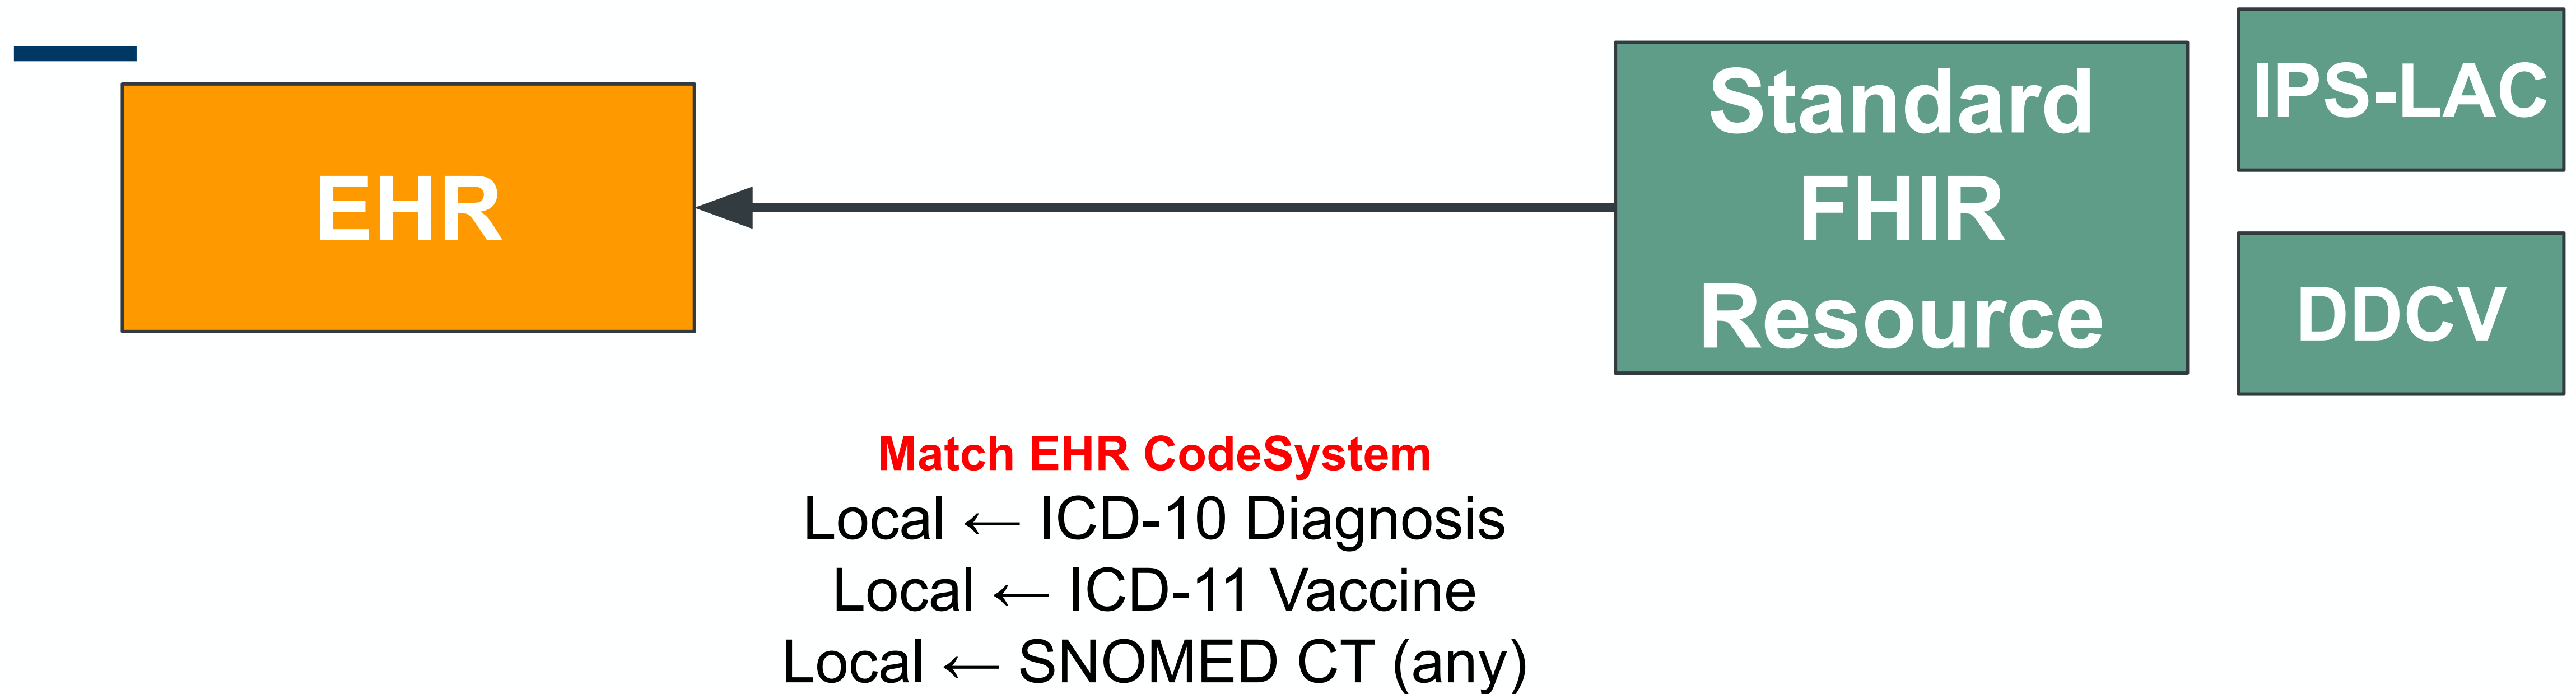 EHR
Standard
FHIR
Resource
IPS-LAC
DDCV
Match EHR CodeSystem
Local ← ICD-10 Diagnosis
Local ← ICD-11 Vaccine
Local ← SNOMED CT (any)